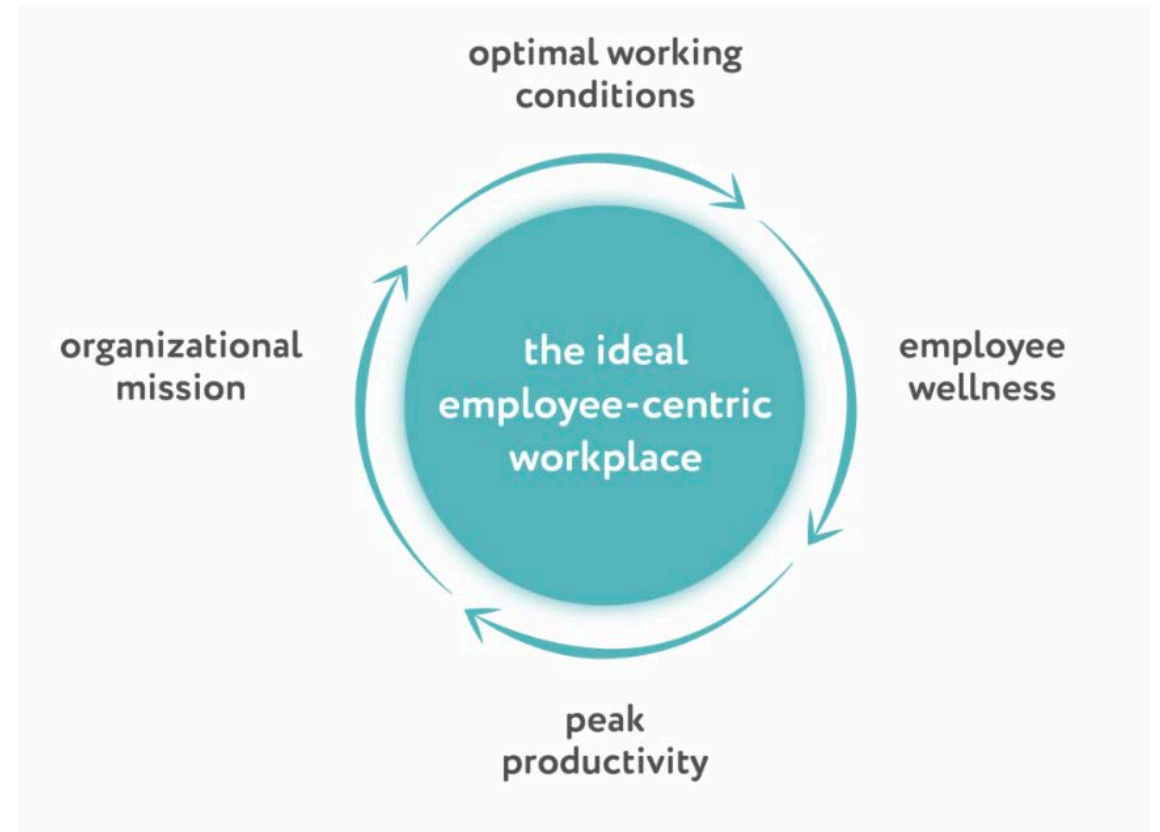 optimal working
conditions
organizational
mission
the ideal
employee-centric
workplace
employee
wellness
peak
productivity